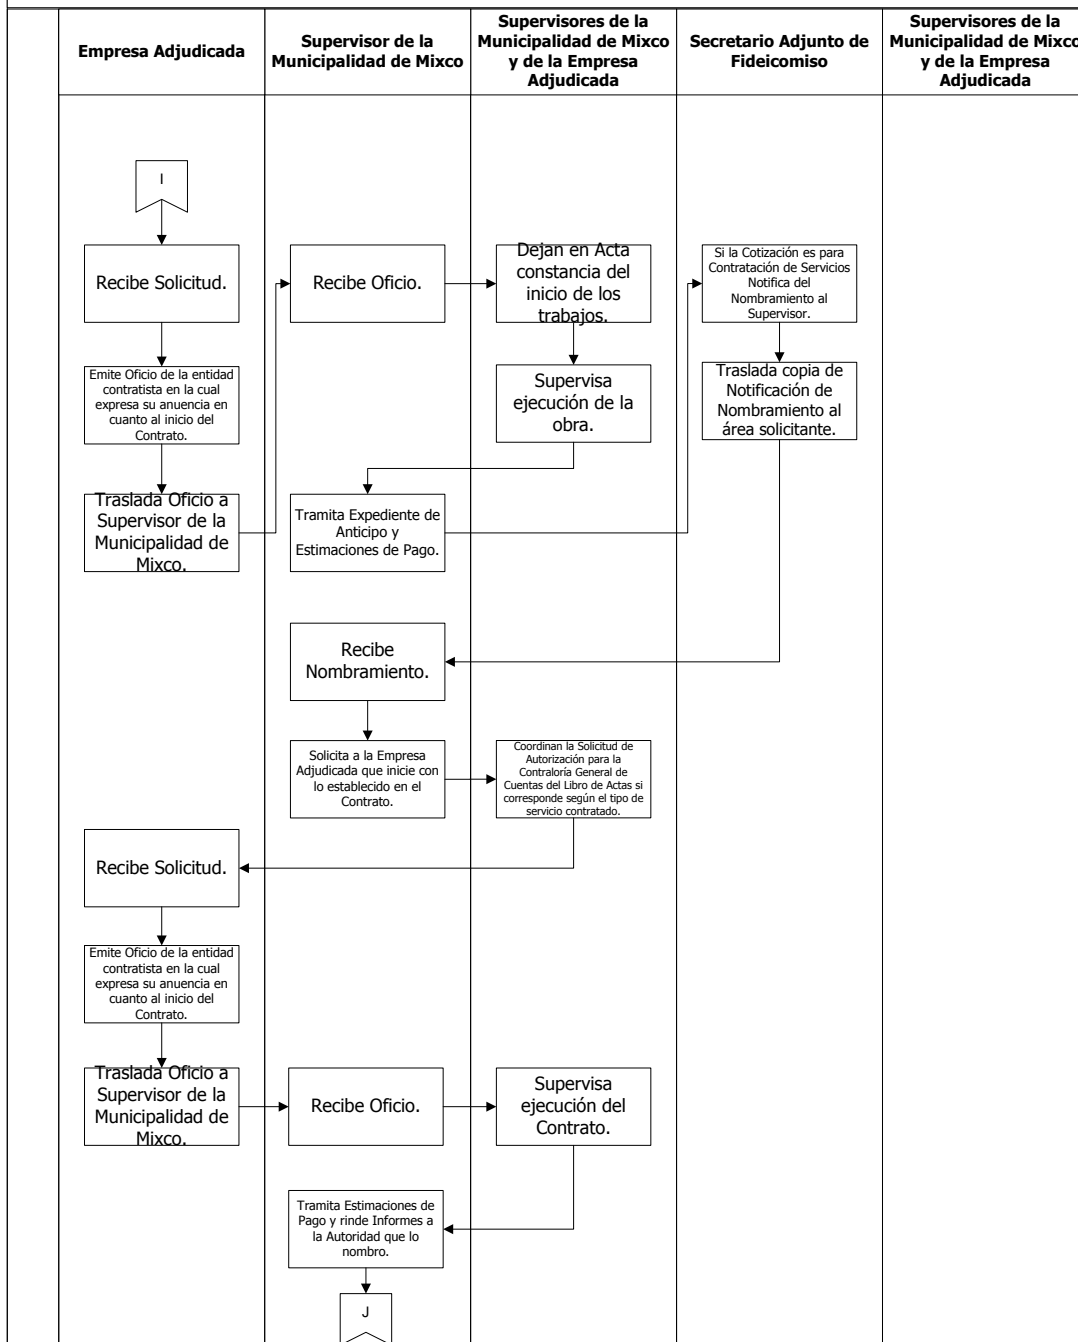 Empresa Adjudicada
Supervisor de la
Municipalidad de Mixco
Supervisores de la
Municipalidad de Mixco
y de la Empresa
Adjudicada
Secretario Adjunto de
Fideicomiso
Supervisores de la
Municipalidad de Mixco
y de la Empresa
Adjudicada
I
Recibe Solicitud.
Recibe Oficio.
Dejan en Acta
constancia del
inicio de los
trabajos.
Si la Cotización es para
Contratación de Servicios
Notifica del
Nombramiento al
Supervisor.
Emite Oficio de la entidad
contratista en la cual
expresa su anuencia en
cuanto al inicio del
Contrato.
Supervisa
ejecución de la
obra.
Traslada copia de
Notificación de
Nombramiento al
área solicitante.
Traslada Oficio a
Supervisor de la
Municipalidad de
Mixco.
Tramita Expediente de
Anticipo y
Estimaciones de Pago.
Recibe
Nombramiento.
Solicita a la Empresa
Adjudicada que inicie con
lo establecido en el
Contrato.
Coordinan la Solicitud de
Autorización para la
Contraloría General de
Cuentas del Libro de Actas si
corresponde según el tipo de
servicio contratado.
Recibe Solicitud.
Emite Oficio de la entidad
contratista en la cual
expresa su anuencia en
cuanto al inicio del
Contrato.
Traslada Oficio a
Supervisor de la
Municipalidad de
Mixco.
Recibe Oficio.
Supervisa
ejecución del
Contrato.
Tramita Estimaciones de
Pago y rinde Informes a
la Autoridad que lo
nombro.
J